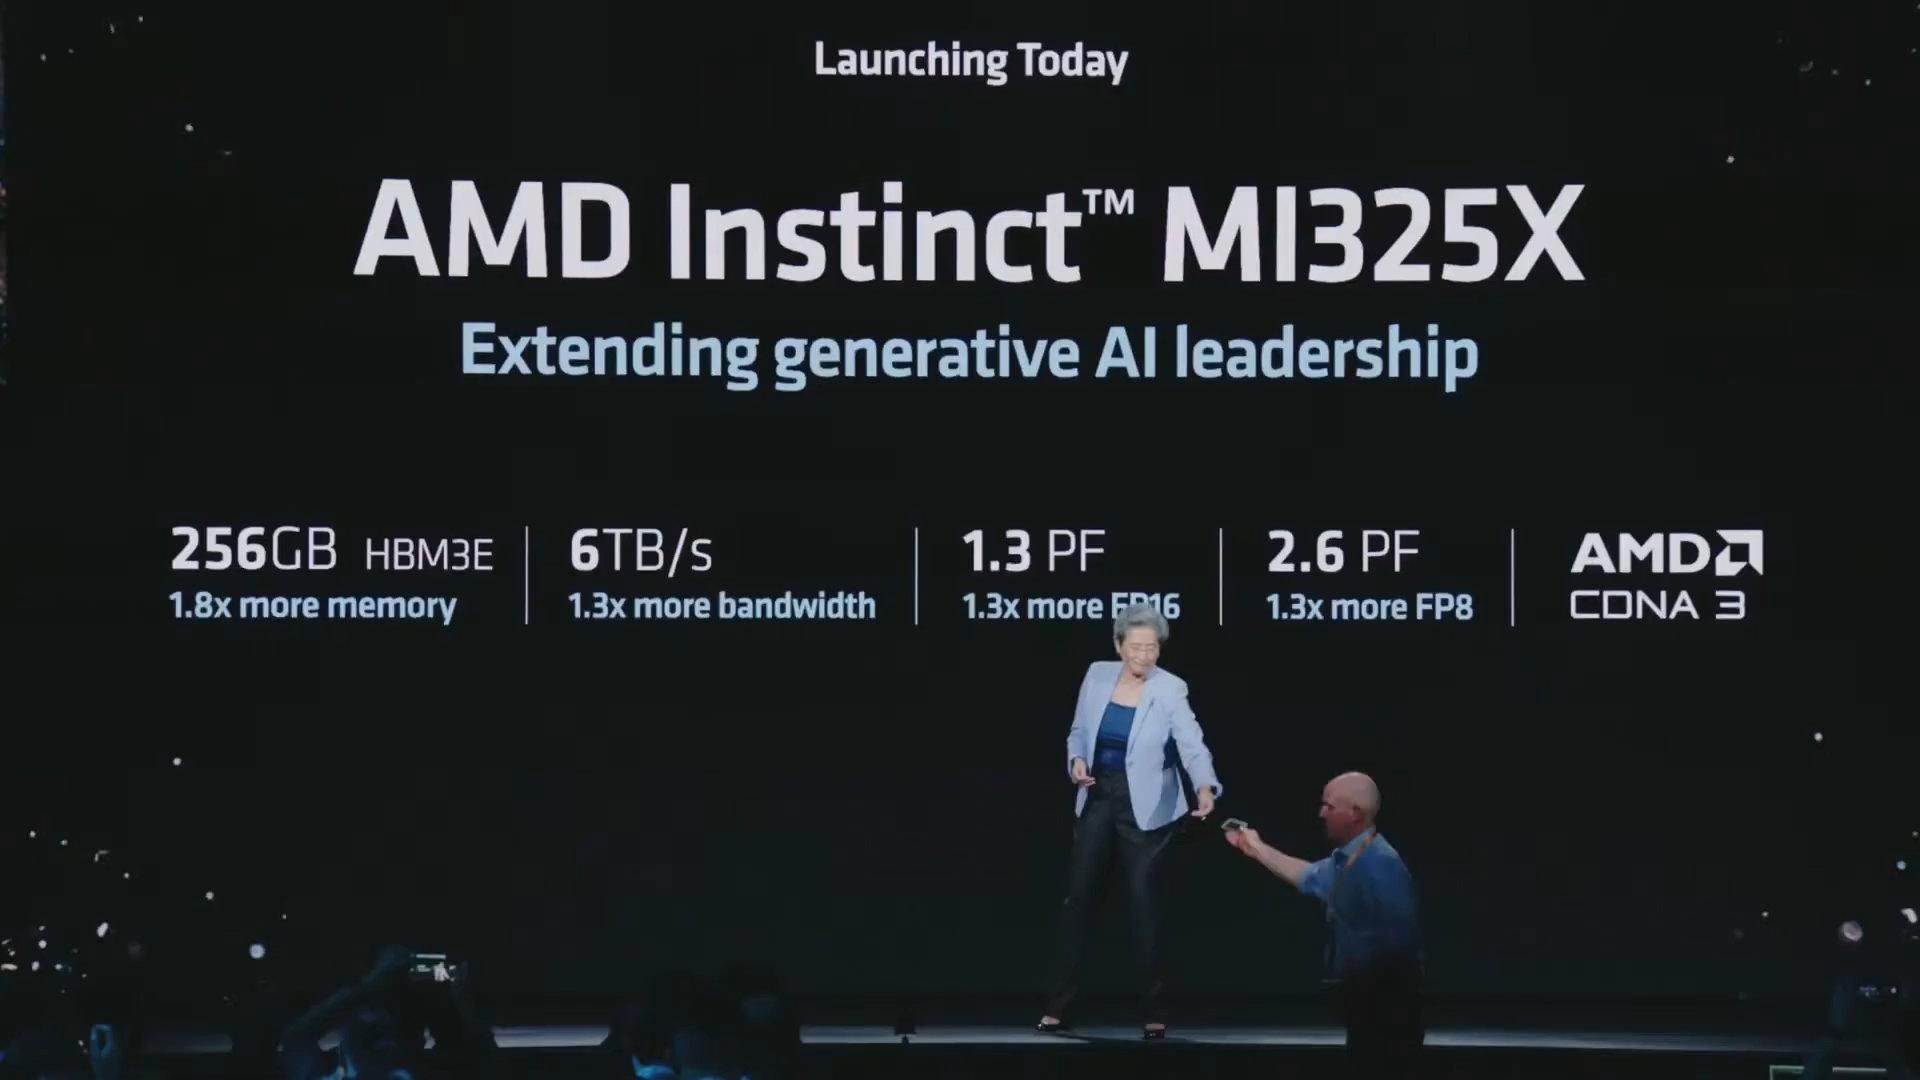 Launching Today
AMD Instinct™ MI325X
Extending generative AI leadership
256GB HBM3E
1.8x more memory
6TB/s
1.3x more bandwidth
1.3 PF
1.3x more FP16
2.6 PF
1.3x more FP8
AMD
CDNA 3